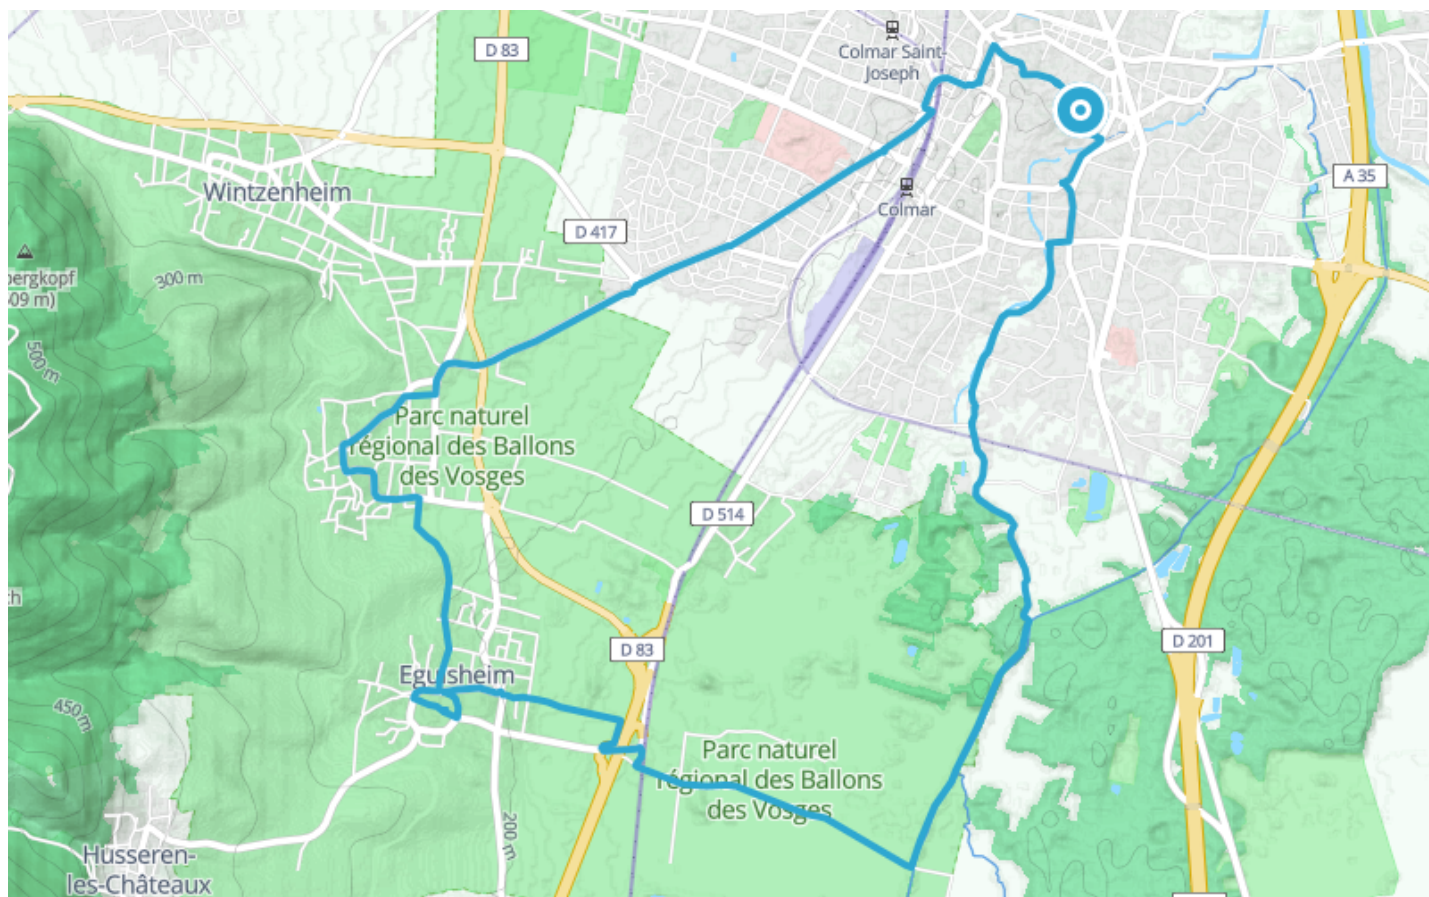 D 83
Colmar Saint-
Joseph
Wintzenheim
A 35
Colmar
D 417
bergkopf
300 m
500 m
Parc naturel
régional des Ballons
des Vosges
D 514
D 201
D 83
Eguisheim
450 m
Parc naturel
régional des Ballons
des Vosges
200 m
Husseren-
les-Châteaux